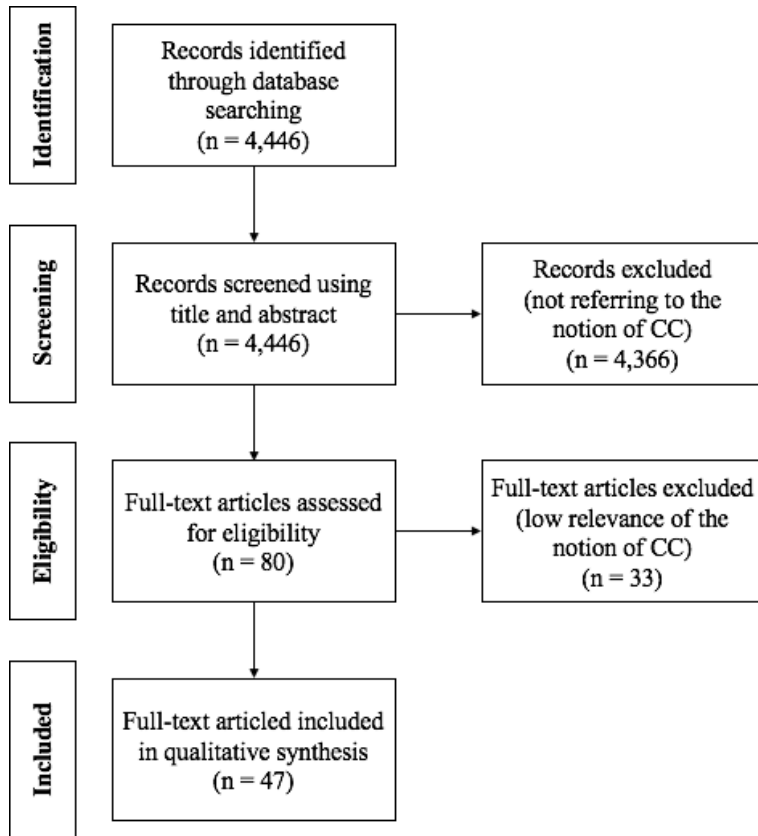 Identification
Records identified
through database
searching
(n = 4,446)
Screening
Records screened using
title and abstract
(n = 4,446)
Records excluded
(not referring to the
notion of CC)
(n = 4,366)
Eligibility
Full-text articles assessed
for eligibility
(n = 80)
Full-text articles excluded
(low relevance of the
notion of CC)
(n = 33)
Included
Full-text articled included
in qualitative synthesis
(n = 47)